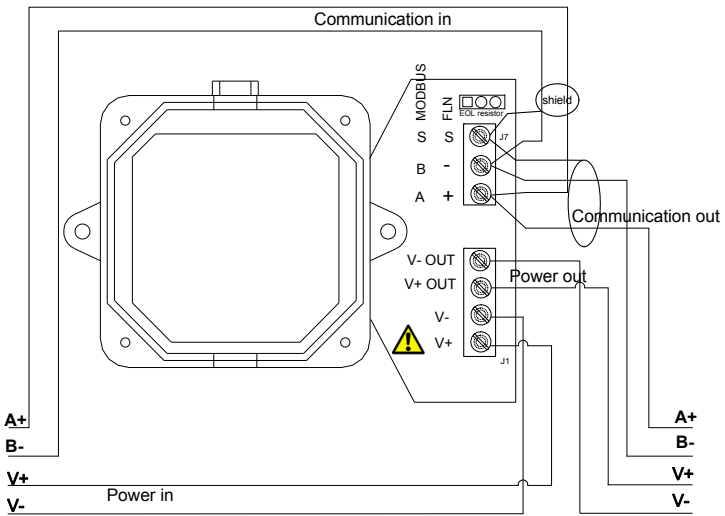 Communication in
MODBUS
FLN
EOL resistor
shield
S S J7
B -
A +
Communication out
V- OUT
Power out
V+ OUT
V-
V+
J1
A+
B-
V+
Power in
V-
A+
B-
V+
V-